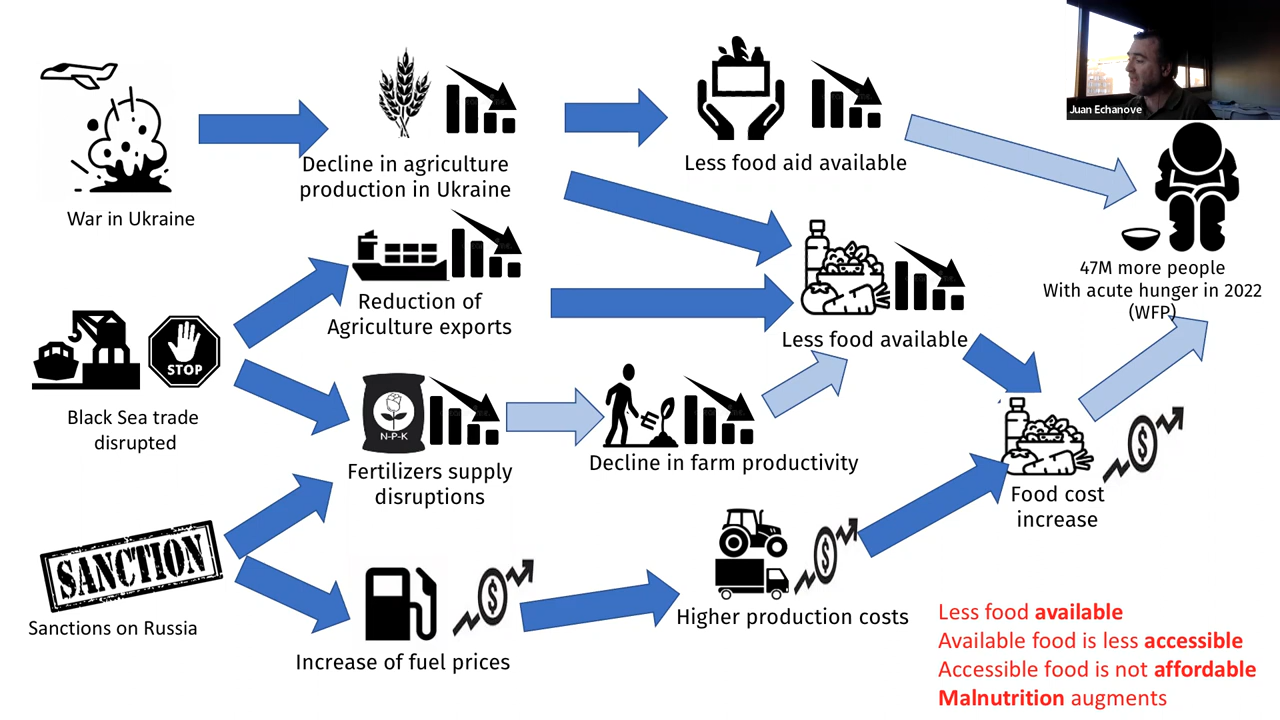 Juan Echanove
War in Ukraine
Decline in agriculture
production in Ukraine
Less food aid available
47M more people
With acute hunger in 2022
(WFP)
Reduction of
Agriculture exports
Less food available
STOP
Black Sea trade
disrupted
N-P-K
Fertilizers supply
disruptions
Decline in farm productivity
Food cost
increase
SANCTION
Sanctions on Russia
$
Increase of fuel prices
$
Higher production costs
$
Less food available
Available food is less accessible
Accessible food is not affordable
Malnutrition augments